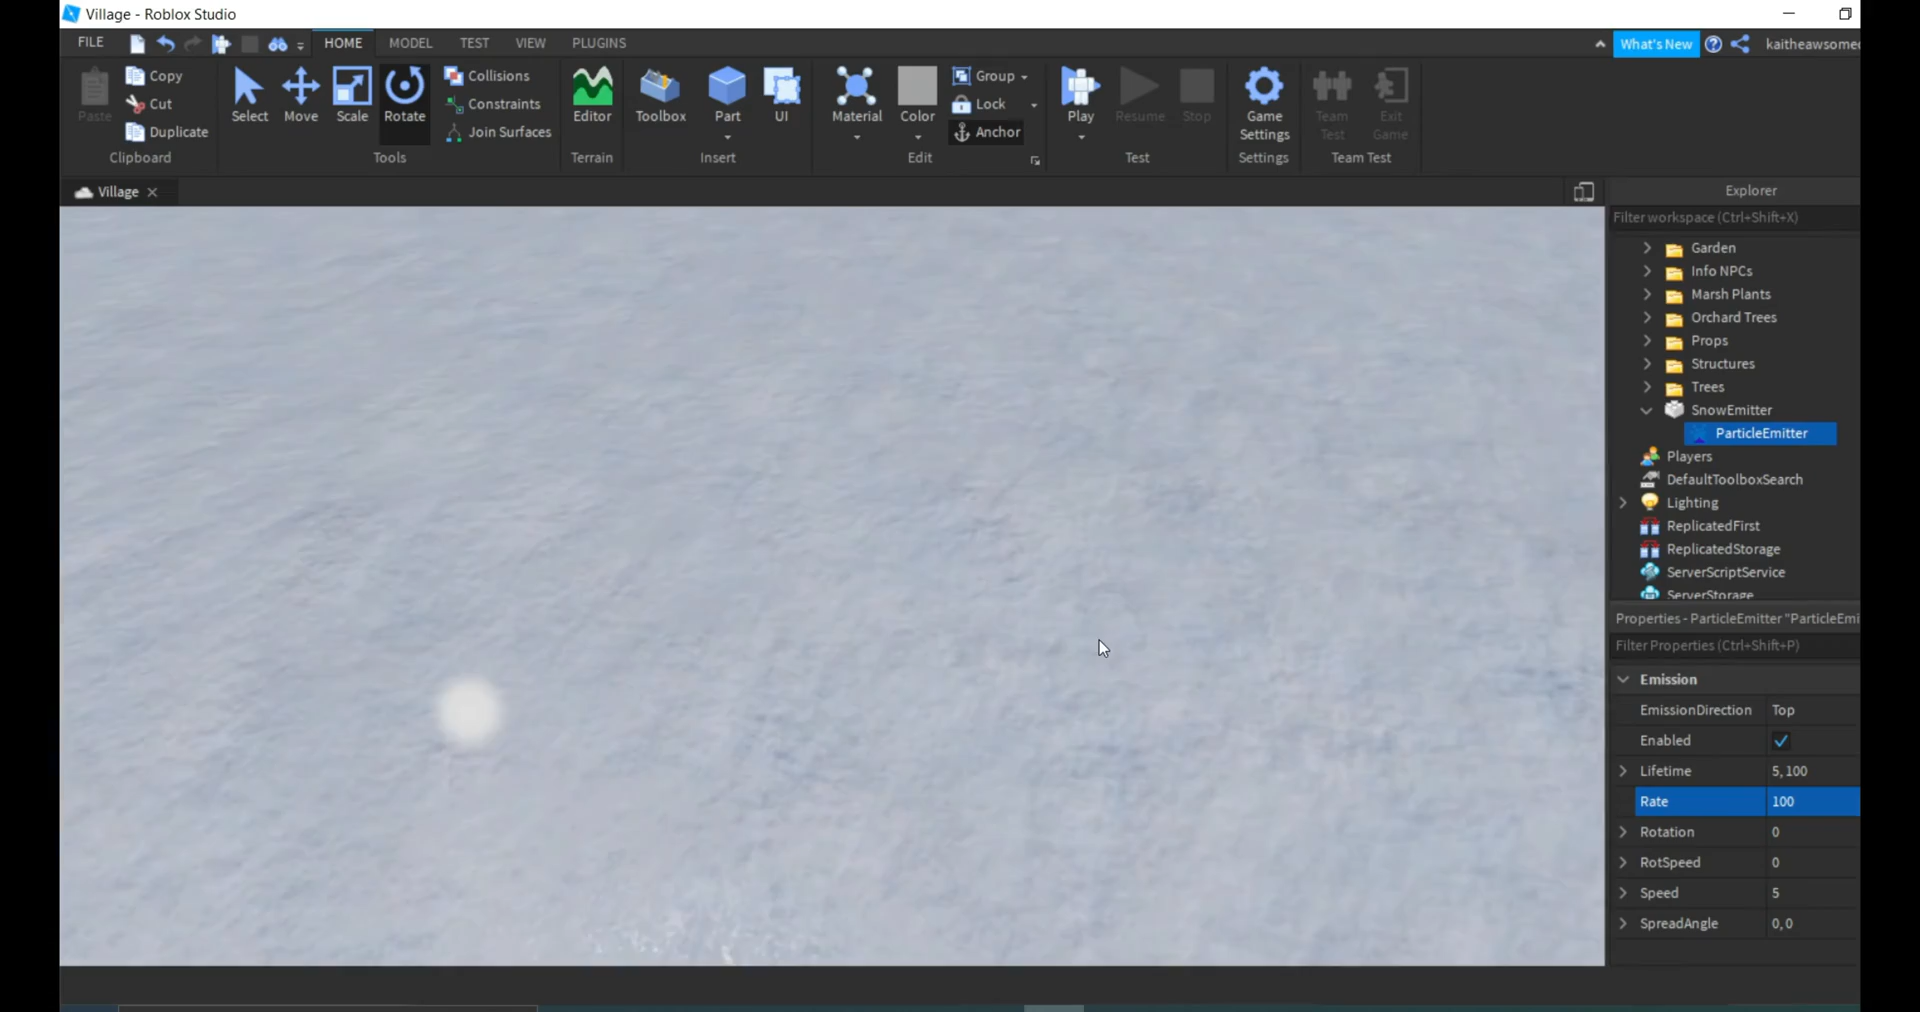 Village - Roblox Studio
FILE
HOME
MODEL
TEST
VIEW
PLUGINS
What's New
kaitheawsome
Paste
Copy
Cut
Duplicate
Clipboard
Select
Move
Scale
Rotate
Collisions
Constraints
Join Surfaces
Tools
Editor
Terrain
Toolbox
Part
UI
Insert
Material
Color
Group
Lock
Anchor
Edit
Play
Resume
Stop
Test
Game
Settings
Settings
Team
Test
Exit
Game
Team Test
Village
Explorer
Filter workspace (Ctrl+Shift+X)
Garden
Info NPCs
Marsh Plants
Orchard Trees
Props
Structures
Trees
SnowEmitter
ParticleEmitter
Players
DefaultToolboxSearch
Lighting
ReplicatedFirst
ReplicatedStorage
ServerScriptService
ServerStorage
Properties - ParticleEmitter "ParticleEmi
Filter Properties (Ctrl+Shift+P)
Emission
EmissionDirection Top
Enabled
Lifetime 5, 100
Rate 100
Rotation 0
RotSpeed 0
Speed 5
SpreadAngle 0, 0